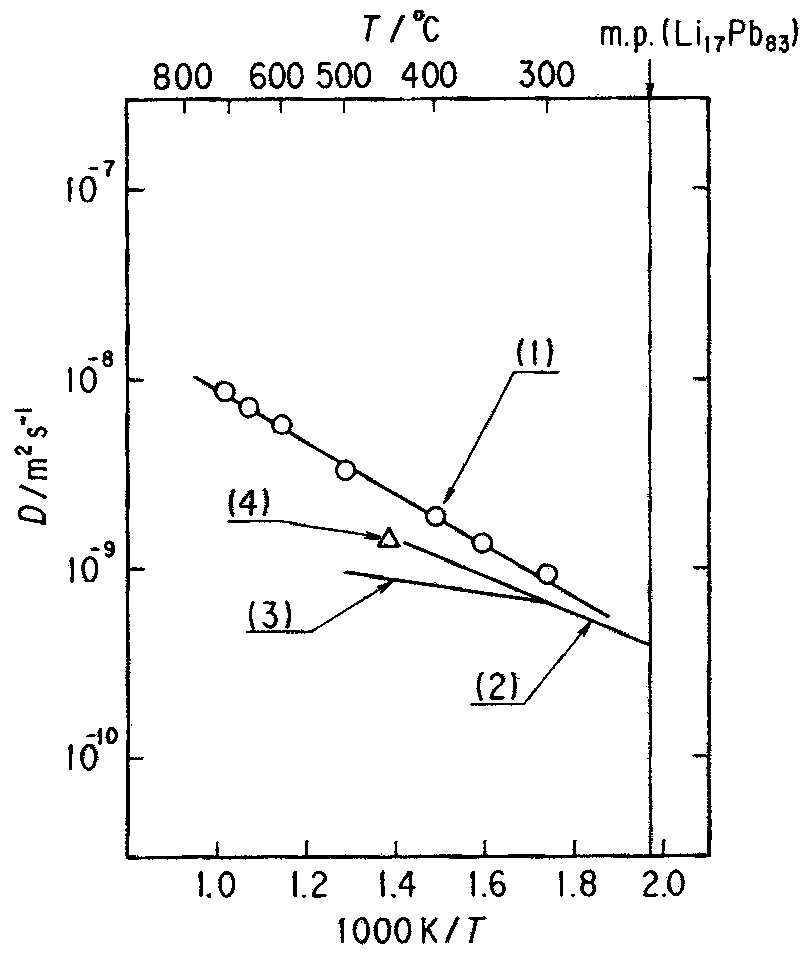 T / °C
m.p. (Li₁₇Pb₈₃)
800 600 500 400 300
10⁻⁷
10⁻⁸
(1)
D / m² s⁻¹
(4)
10⁻⁹
(3)
(2)
10⁻¹⁰
1.0 1.2 1.4 1.6 1.8 2.0
1000 K / T